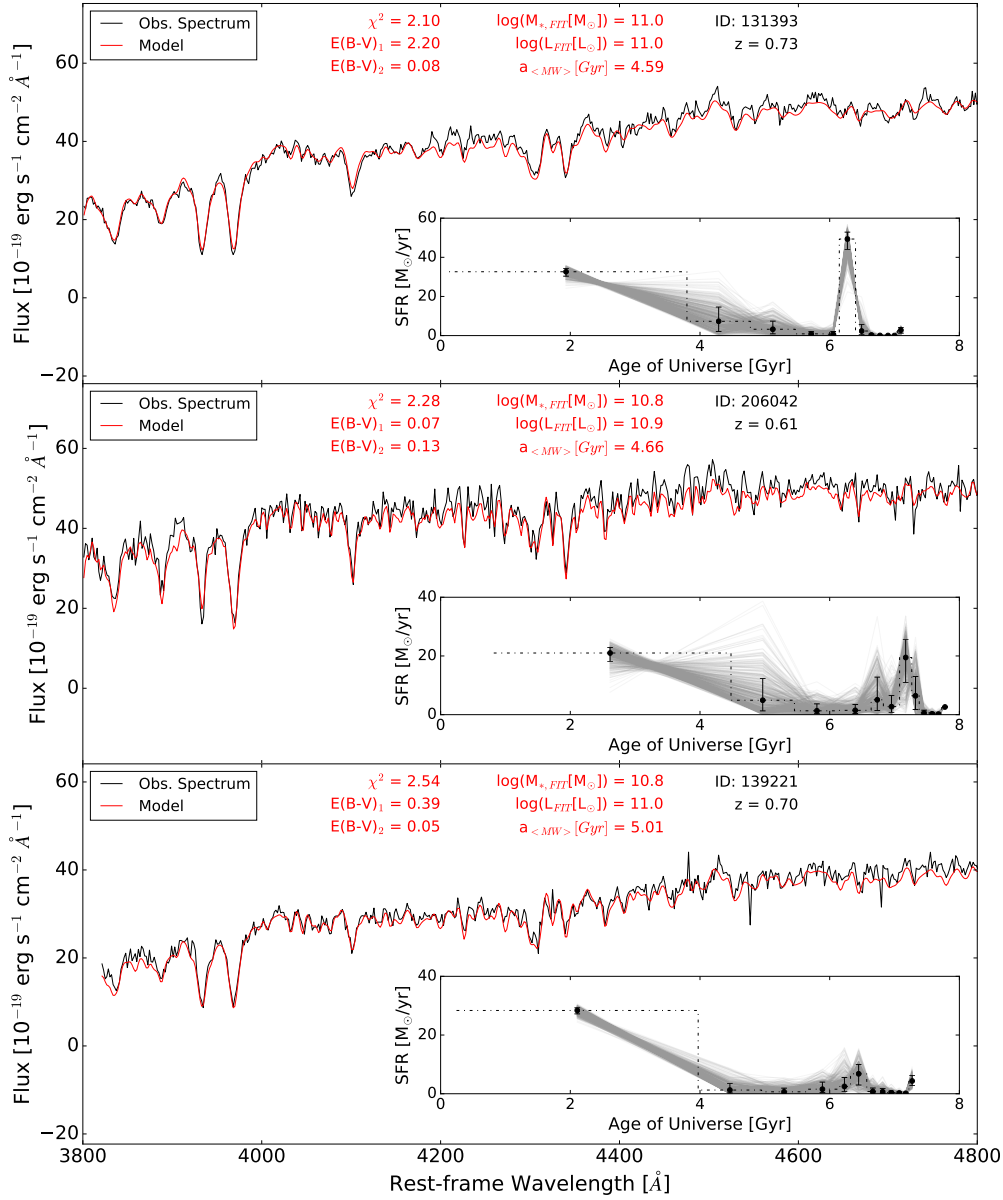 Obs. Spectrum
Model
χ² = 2.10
E(B-V)₁ = 2.20
E(B-V)₂ = 0.08
log(M*,FIT[M⊙]) = 11.0
log(L_FIT[L⊙]) = 11.0
a<MW>[Gyr] = 4.59
ID: 131393
z = 0.73
60
40
20
0
−20
Flux [10⁻¹⁹ erg s⁻¹ cm⁻² Å⁻¹]
60
40
20
0
SFR [M⊙/yr]
0 2 4 6 8
Age of Universe [Gyr]
Obs. Spectrum
Model
χ² = 2.28
E(B-V)₁ = 0.07
E(B-V)₂ = 0.13
log(M*,FIT[M⊙]) = 10.8
log(L_FIT[L⊙]) = 10.9
a<MW>[Gyr] = 4.66
ID: 206042
z = 0.61
60
40
20
0
Flux [10⁻¹⁹ erg s⁻¹ cm⁻² Å⁻¹]
40
20
0
SFR [M⊙/yr]
0 2 4 6 8
Age of Universe [Gyr]
Obs. Spectrum
Model
χ² = 2.54
E(B-V)₁ = 0.39
E(B-V)₂ = 0.05
log(M*,FIT[M⊙]) = 10.8
log(L_FIT[L⊙]) = 11.0
a<MW>[Gyr] = 5.01
ID: 139221
z = 0.70
60
40
20
0
−20
Flux [10⁻¹⁹ erg s⁻¹ cm⁻² Å⁻¹]
40
20
0
SFR [M⊙/yr]
0 2 4 6 8
Age of Universe [Gyr]
3800 4000 4200 4400 4600 4800
Rest-frame Wavelength [Å]